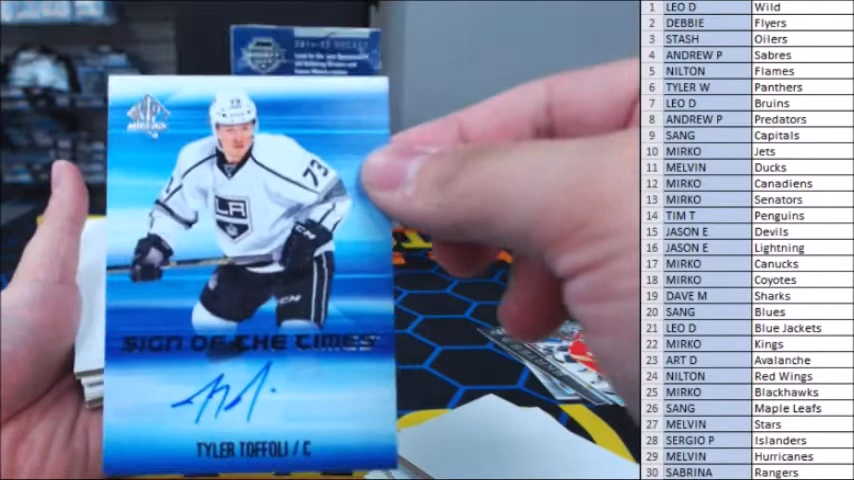 73
73
LA
CCM
SIGN OF THE TIMES
TYLER TOFFOLI / C
1 LEO D Wild
2 DEBBIE Flyers
3 STASH Oilers
4 ANDREW P Sabres
5 NILTON Flames
6 TYLER W Panthers
7 LEO D Bruins
8 ANDREW P Predators
9 SANG Capitals
10 MIRKO Jets
11 MELVIN Ducks
12 MIRKO Canadiens
13 MIRKO Senators
14 TIM T Penguins
15 JASON E Devils
16 JASON E Lightning
17 MIRKO Canucks
18 MIRKO Coyotes
19 DAVE M Sharks
20 SANG Blues
21 LEO D Blue Jackets
22 MIRKO Kings
23 ART D Avalanche
24 NILTON Red Wings
25 MIRKO Blackhawks
26 SANG Maple Leafs
27 MELVIN Stars
28 SERGIO P Islanders
29 MELVIN Hurricanes
30 SABRINA Rangers